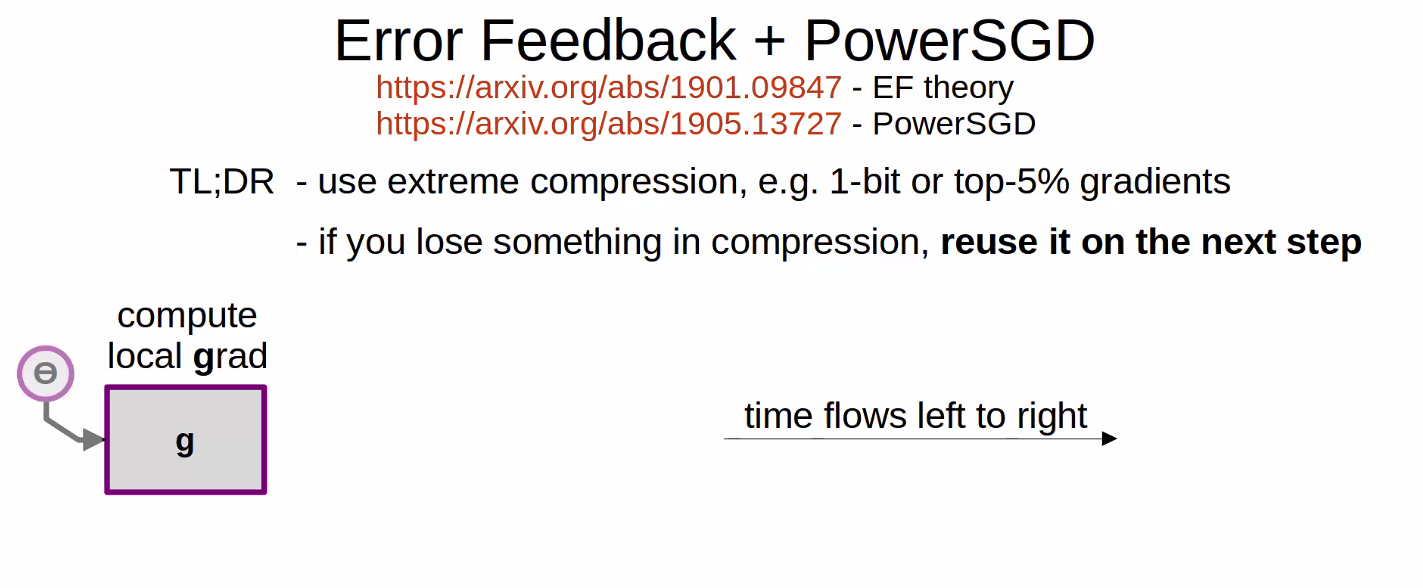 Error Feedback + PowerSGD
https://arxiv.org/abs/1901.09847 - EF theory
https://arxiv.org/abs/1905.13727 - PowerSGD
TL;DR - use extreme compression, e.g. 1-bit or top-5% gradients
- if you lose something in compression, reuse it on the next step
compute
local grad
Θ
g
time flows left to right